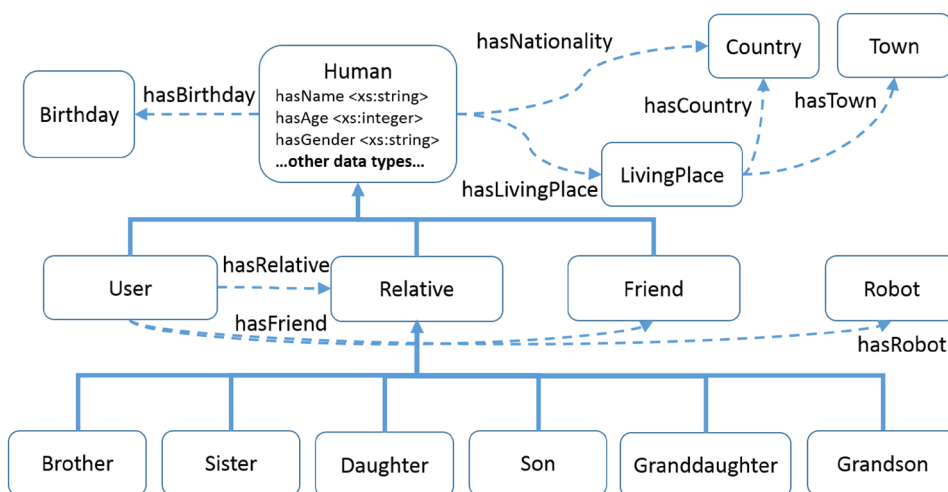 hasNationality
Country
Town
Human
hasName <xs:string>
hasAge <xs:integer>
hasGender <xs:string>
...other data types...
hasBirthday
Birthday
hasCountry
hasTown
hasLivingPlace
LivingPlace
User
hasRelative
Relative
Friend
Robot
hasFriend
hasRobot
Brother
Sister
Daughter
Son
Granddaughter
Grandson